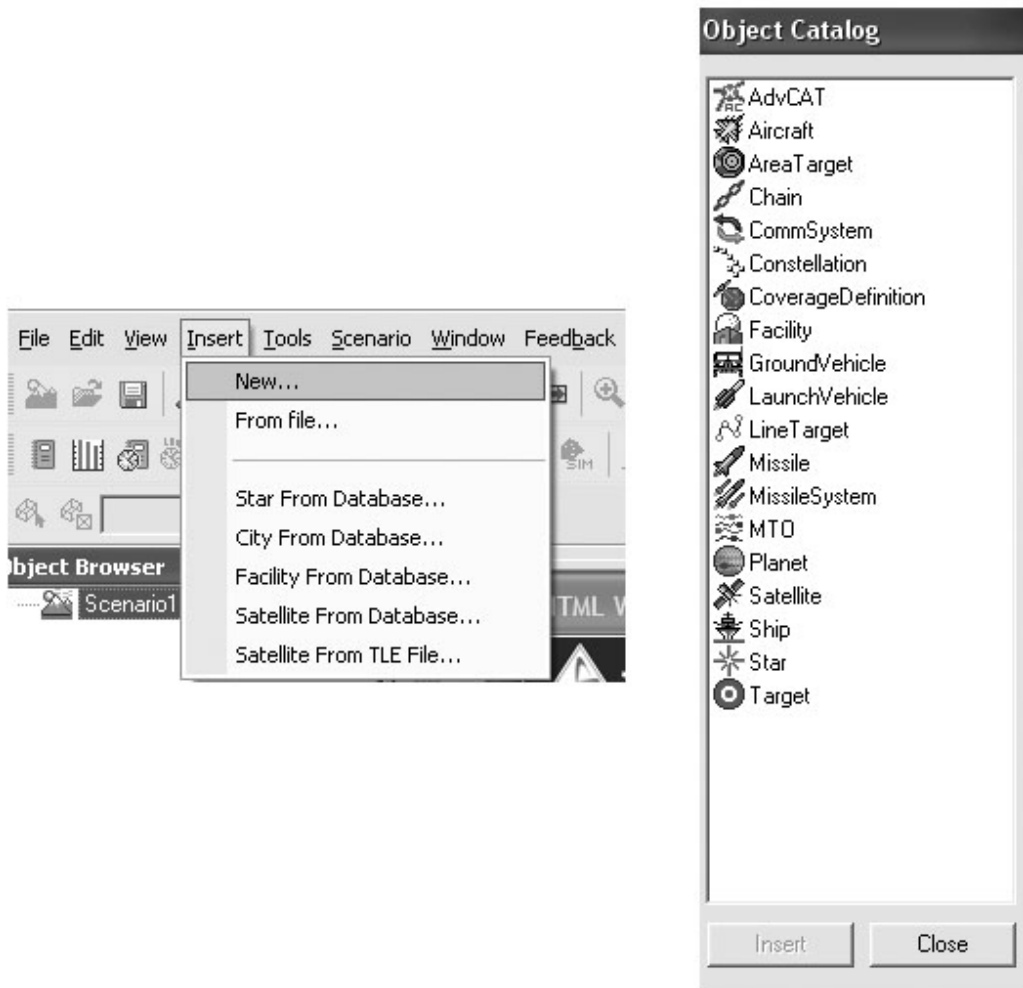 File Edit View Insert Tools Scenario Window Feedback
New...
From file...
SIM
Star From Database...
City From Database...
Facility From Database...
Satellite From Database...
Satellite From TLE File...
bject Browser
Scenario1
TML
Object Catalog
AdvCAT
Aircraft
AreaTarget
Chain
CommSystem
Constellation
CoverageDefinition
Facility
GroundVehicle
LaunchVehicle
LineTarget
Missile
MissileSystem
MTO
Planet
Satellite
Ship
Star
Target
Insert Close